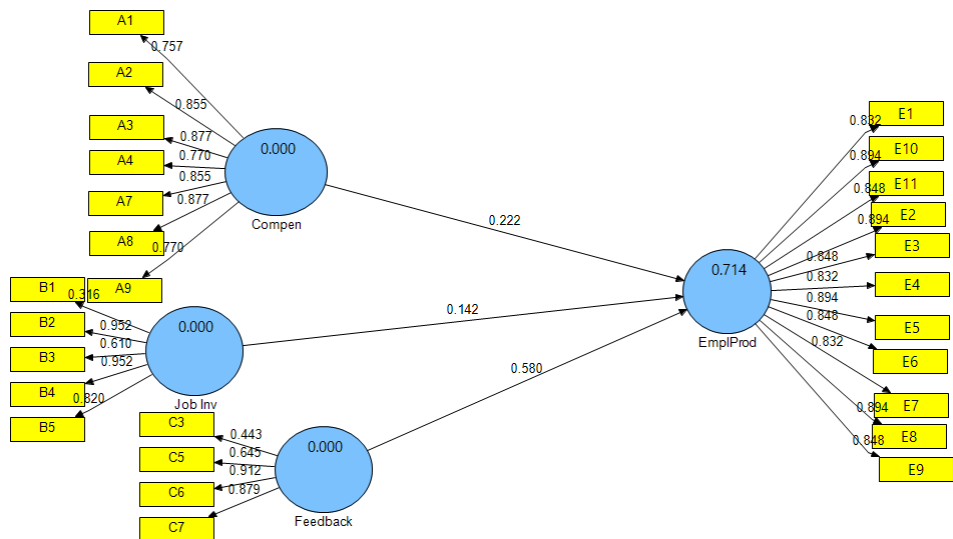 A1
0.757
A2
0.855
A3
0.877
A4
0.770
A7
0.855
A8
0.877
A9
0.770
0.000
Compen
0.222
B1
0.316
B2
0.952
B3
0.610
B4
0.952
B5
0.820
0.000
Job Inv
0.142
C3
0.443
C5
0.645
C6
0.912
C7
0.879
0.000
Feedback
0.580
0.714
EmplProd
0.832
E1
0.894
E10
0.848
E11
0.894
E2
0.848
E3
0.832
E4
0.894
E5
0.848
E6
0.832
E7
0.894
E8
0.848
E9